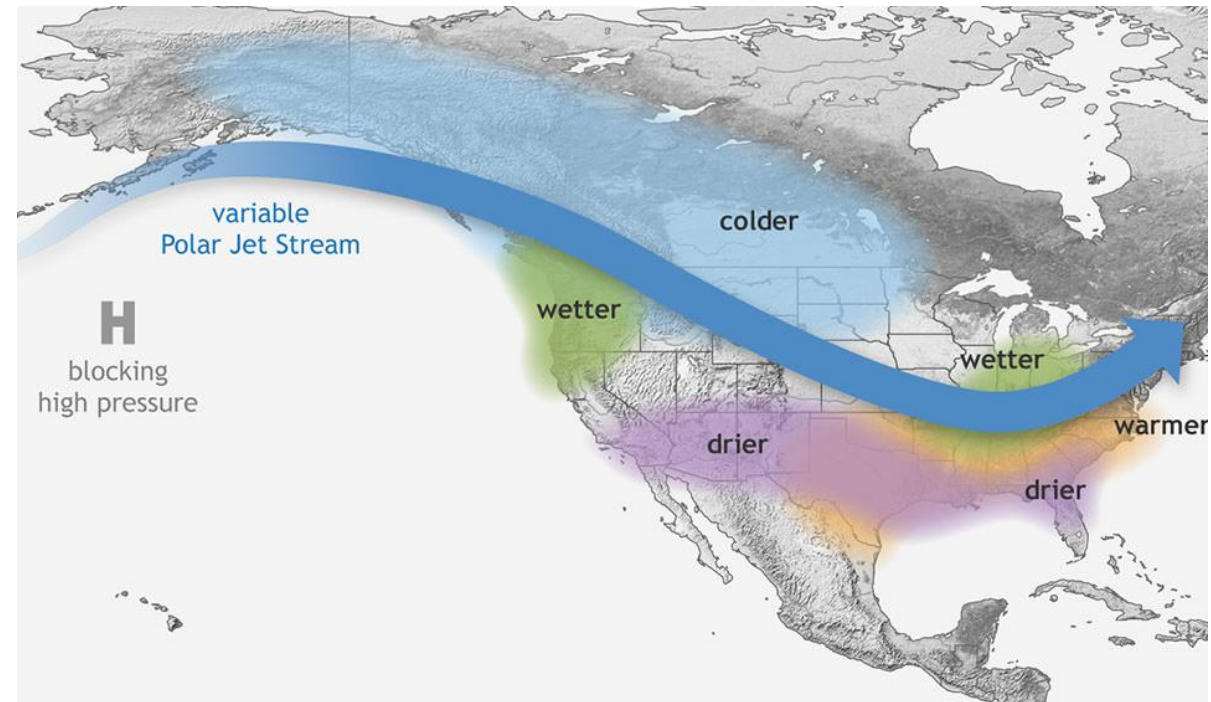 variable
Polar Jet Stream
colder
wetter
H
blocking
high pressure
wetter
warmer
drier
drier